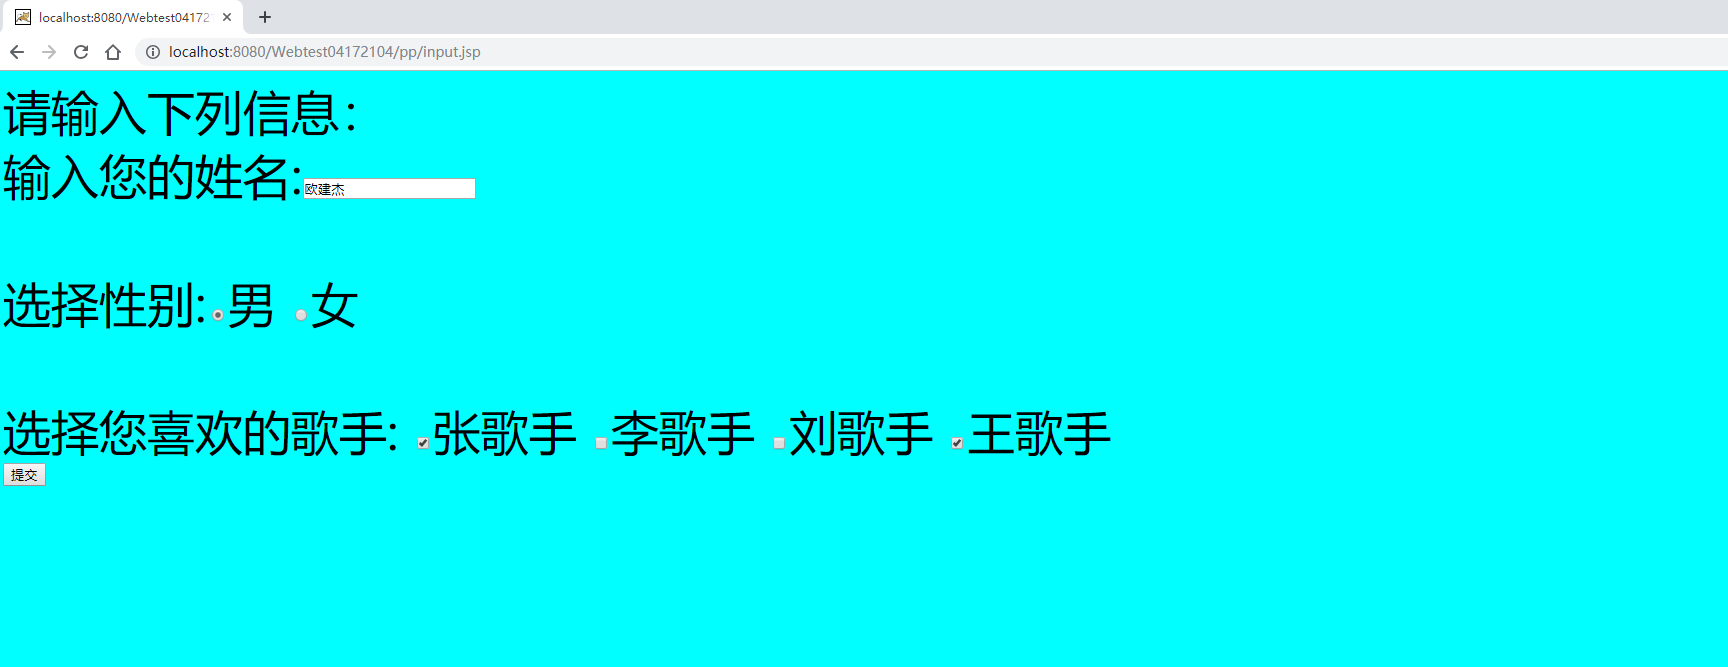 localhost:8080/Webtest04172
localhost:8080/Webtest04172104/pp/input.jsp
请输入下列信息：
输入您的姓名:欧建杰
选择性别:男 女
选择您喜欢的歌手: 张歌手 李歌手 刘歌手 王歌手
提交